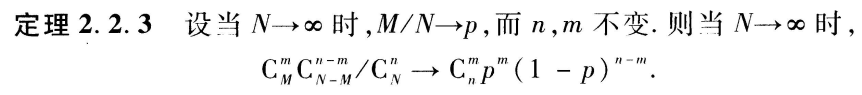 定理 2.2.3 设当 N→∞ 时,M/N→p,而 n,m 不变. 则当 N→∞ 时,
C_M^m C_{N-M}^{n-m}/C_N^n → C_n^m p^m (1 - p)^{n-m}.